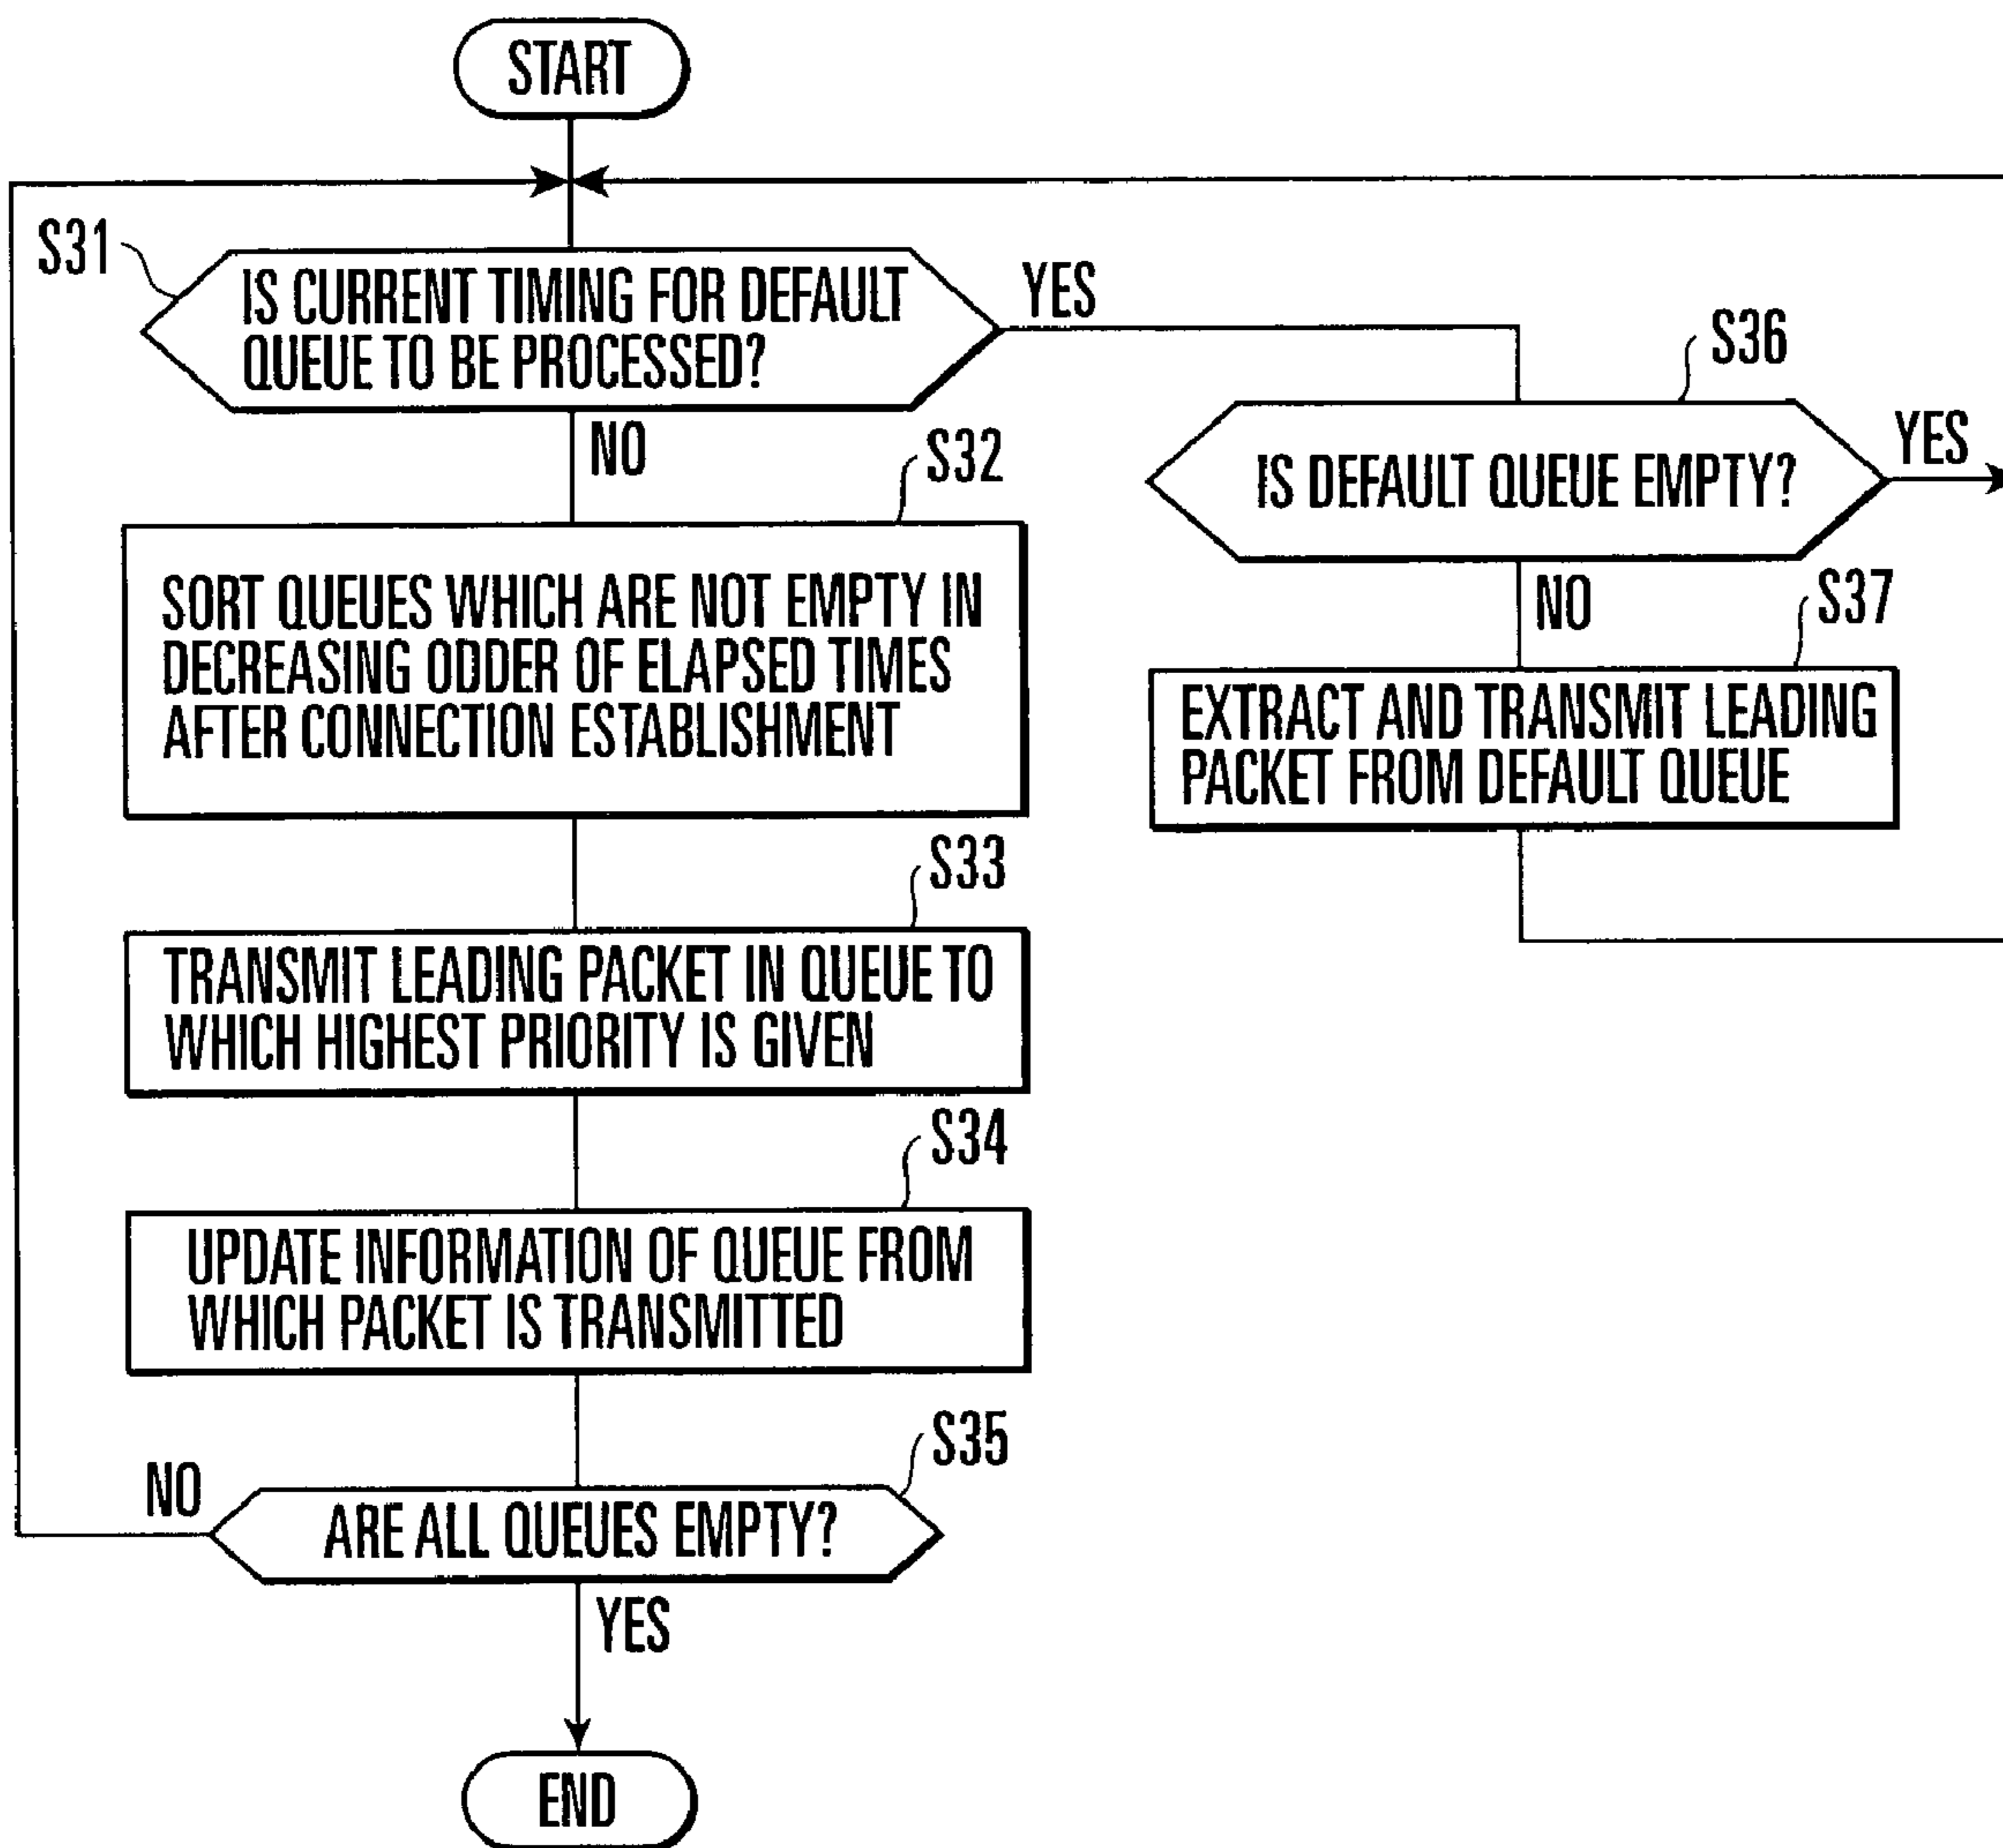 START
S31
IS CURRENT TIMING FOR DEFAULT
QUEUE TO BE PROCESSED?
YES
NO
S36
IS DEFAULT QUEUE EMPTY?
YES
NO
S32
SORT QUEUES WHICH ARE NOT EMPTY IN
DECREASING ODDER OF ELAPSED TIMES
AFTER CONNECTION ESTABLISHMENT
S37
EXTRACT AND TRANSMIT LEADING
PACKET FROM DEFAULT QUEUE
S33
TRANSMIT LEADING PACKET IN QUEUE TO
WHICH HIGHEST PRIORITY IS GIVEN
S34
UPDATE INFORMATION OF QUEUE FROM
WHICH PACKET IS TRANSMITTED
S35
NO
ARE ALL QUEUES EMPTY?
YES
END